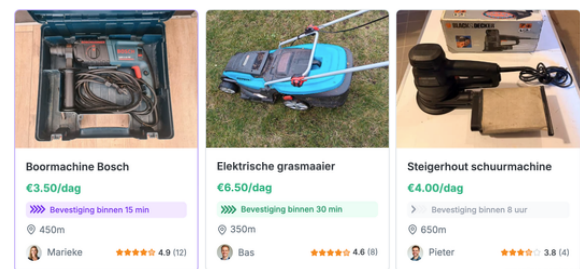 BLACK+DECKER
Boormachine Bosch
€3.50/dag
Bevestiging binnen 15 min
450m
Marieke
4.9 (12)
Elektrische grasmaaier
€6.50/dag
Bevestiging binnen 30 min
350m
Bas
4.6 (8)
Steigerhout schuurmachine
€4.00/dag
Bevestiging binnen 8 uur
650m
Pieter
3.8 (4)